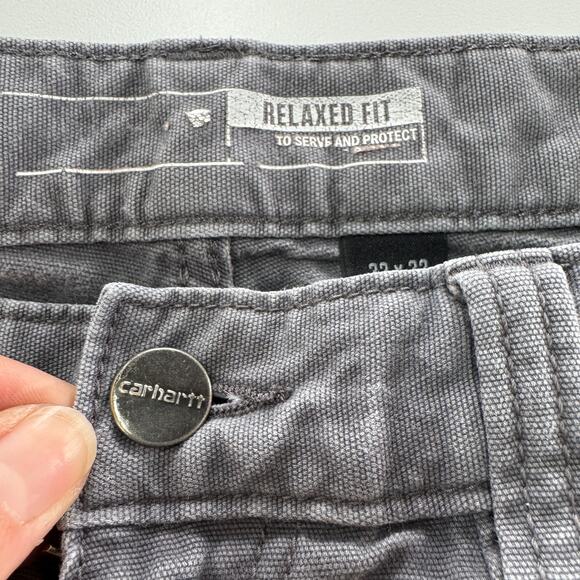 RELAXED FIT
TO SERVE AND PROTECT
carhartt